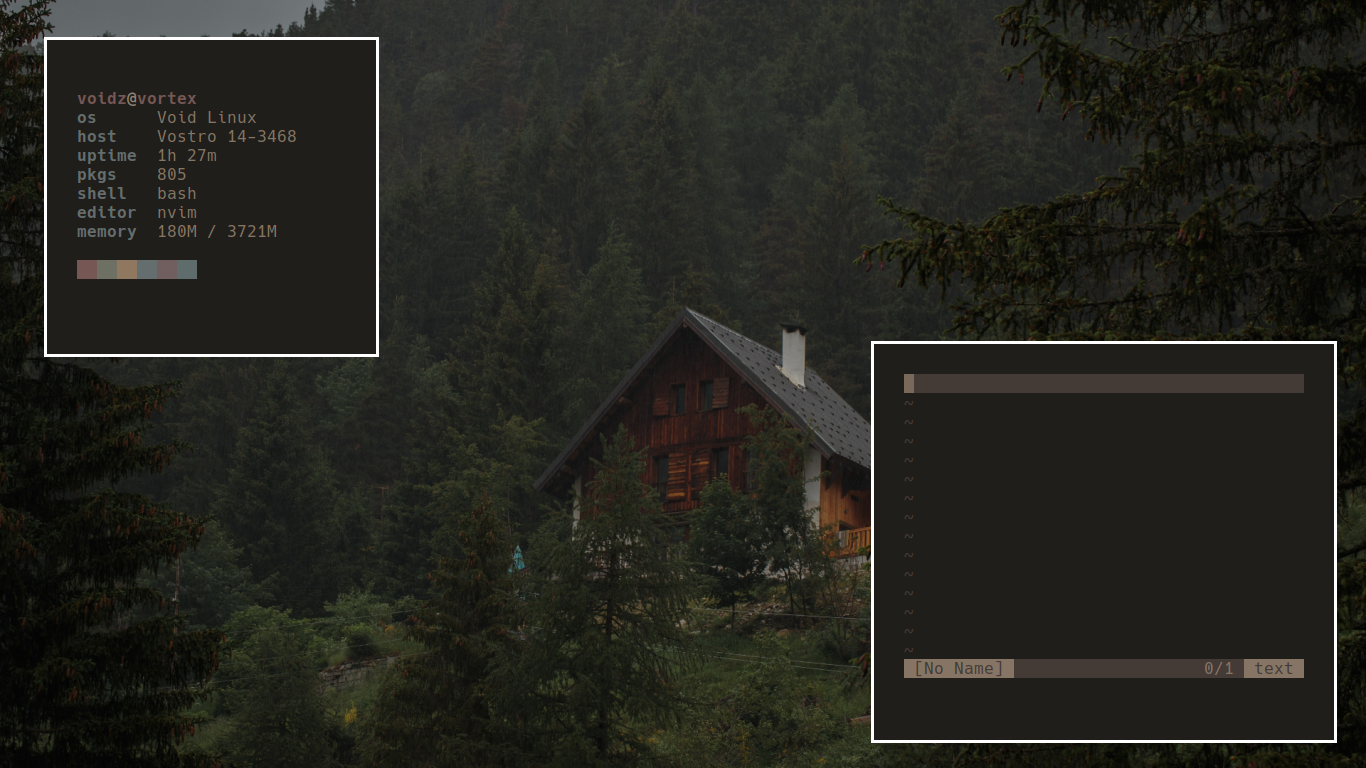 voidz@vortex
os Void Linux
host Vostro 14-3468
uptime 1h 27m
pkgs 805
shell bash
editor nvim
memory 180M / 3721M
~
~
~
~
~
~
~
~
~
~
~
~
~
~
[No Name] 0/1 text